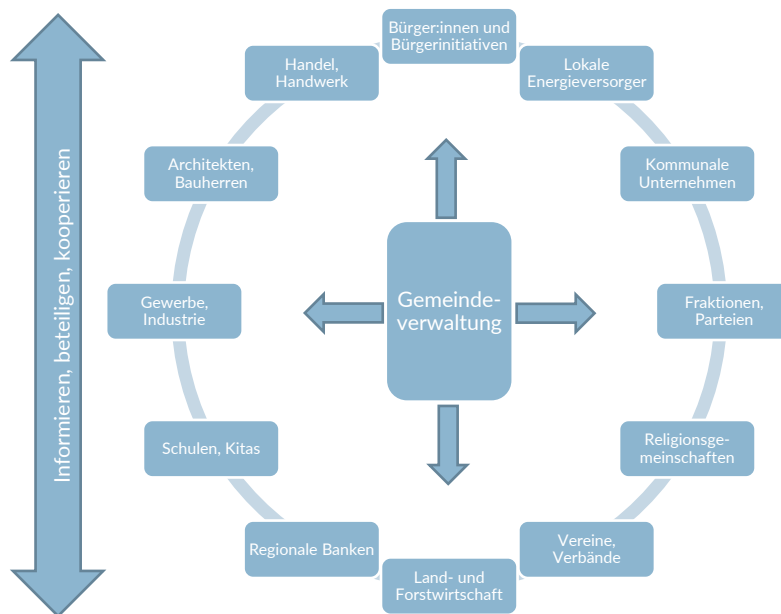 Informieren, beteiligen, kooperieren
Bürger:innen und
Bürgerinitiativen
Lokale
Energieversorger
Kommunale
Unternehmen
Fraktionen,
Parteien
Religionsge-
meinschaften
Vereine,
Verbände
Land- und
Forstwirtschaft
Regionale Banken
Schulen, Kitas
Gewerbe,
Industrie
Architekten,
Bauherren
Handel,
Handwerk
Gemeinde-
verwaltung